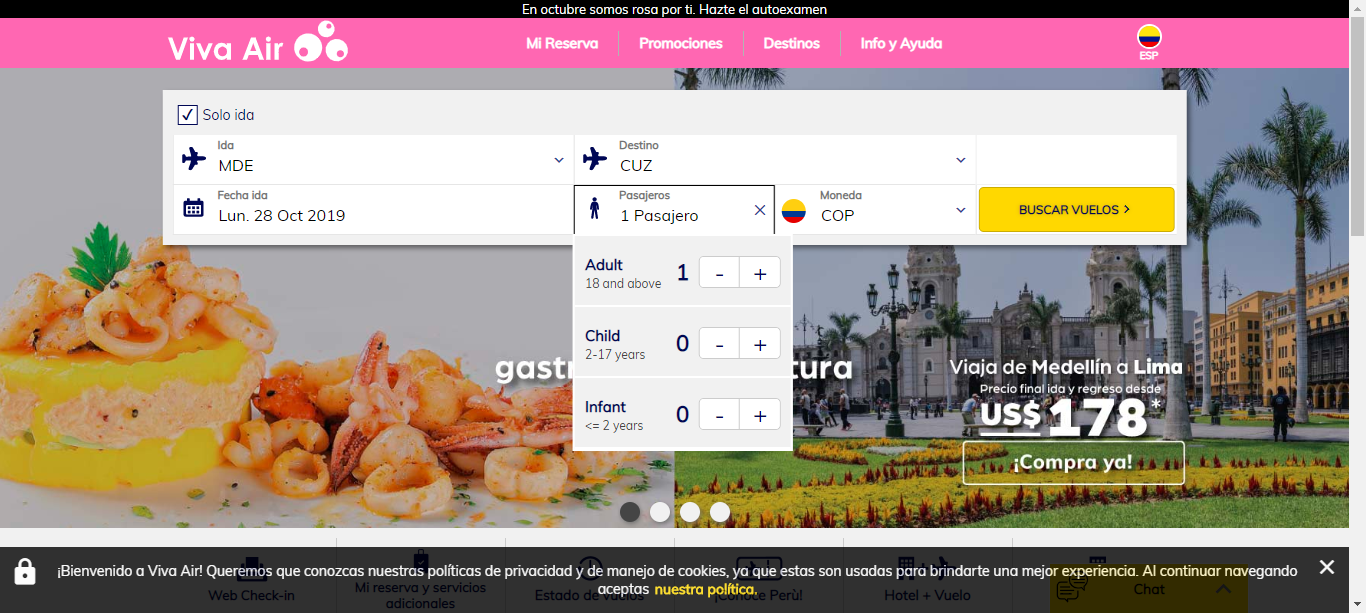 En octubre somos rosa por ti. Hazte el autoexamen
Viva Air
Mi Reserva
Promociones
Destinos
Info y Ayuda
ESP
Solo ida
Ida
MDE
Destino
CUZ
Fecha ida
Lun. 28 Oct 2019
Pasajeros
1 Pasajero
Moneda
COP
BUSCAR VUELOS
Adult
18 and above
1
-
+
Child
2-17 years
0
-
+
Infant
<= 2 years
0
-
+
Viaja de Medellín a Lima
Precio final ida y regreso desde
US$ 178*
¡Compra ya!
¡Bienvenido a Viva Air! Queremos que conozcas nuestras políticas de privacidad y de manejo de cookies, ya que estas son usadas para brindarte una mejor experiencia. Al continuar navegando
aceptas nuestra política.
Web Check-in
Mi reserva y servicios
adicionales
Estado de vuelos
¡Conoce Perù!
Hotel + Vuelo
Chat